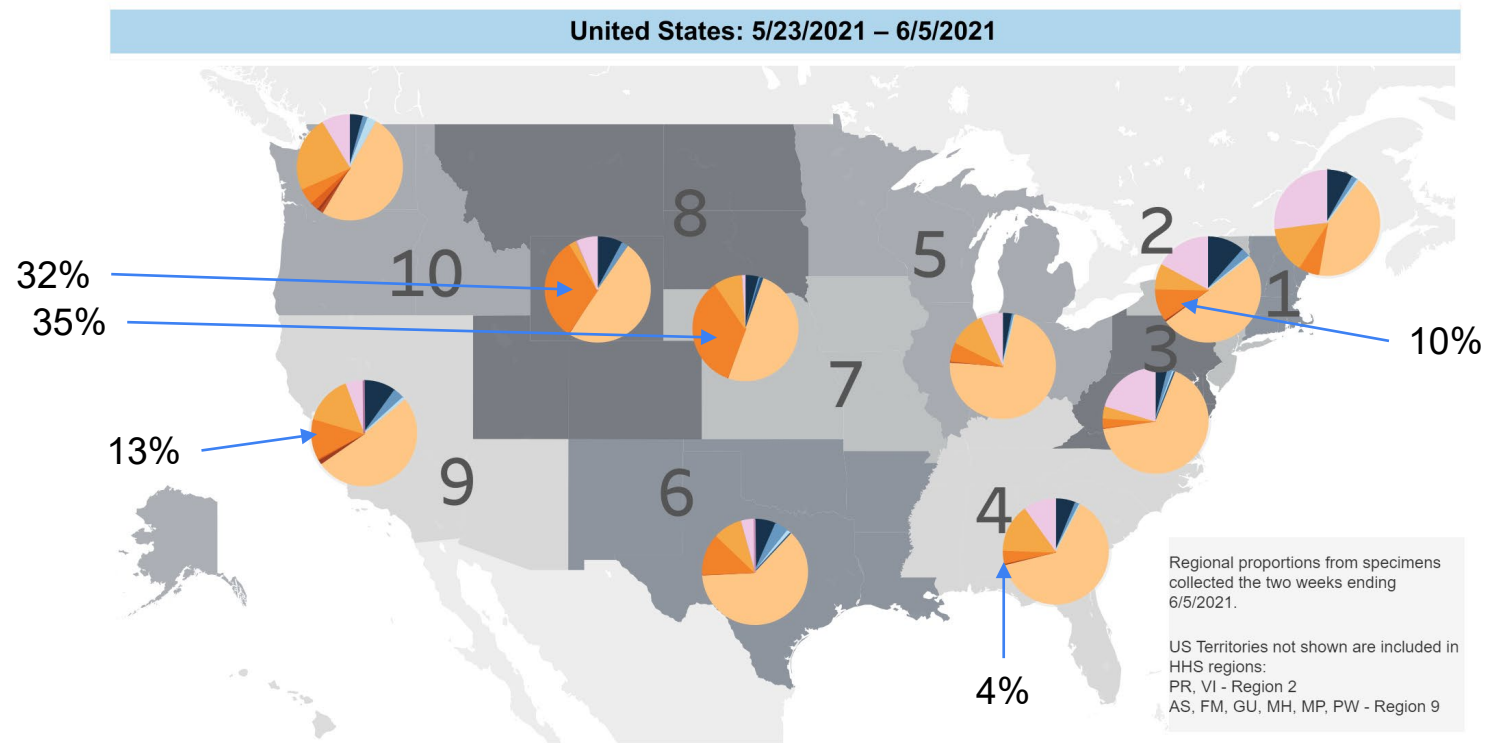 United States: 5/23/2021 – 6/5/2021
8
2
5
10
1
32%
35%
3
10%
7
13%
9
6
4
4%
Regional proportions from specimens
collected the two weeks ending
6/5/2021.
US Territories not shown are included in
HHS regions:
PR, VI - Region 2
AS, FM, GU, MH, MP, PW - Region 9